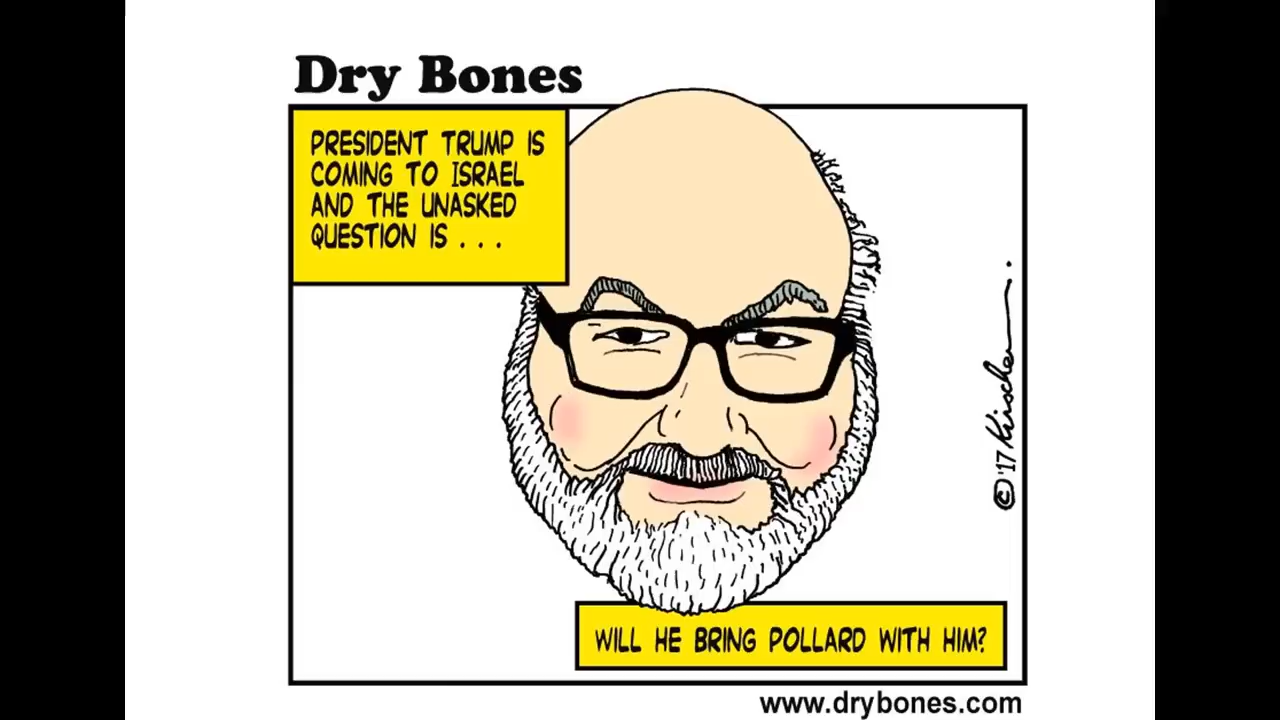 Dry Bones
PRESIDENT TRUMP IS
COMING TO ISRAEL
AND THE UNASKED
QUESTION IS . . .
©'17 Kirschen.
WILL HE BRING POLLARD WITH HIM?
www.drybones.com